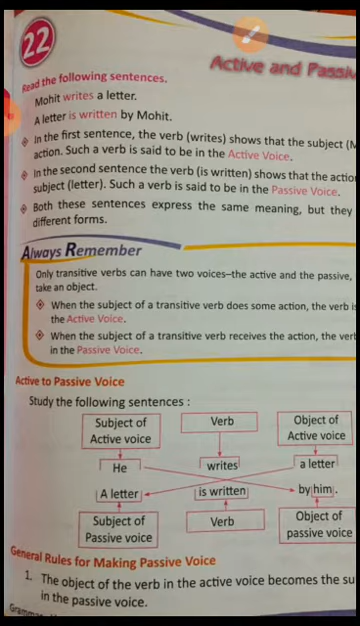 22
Active and Passiv
Read the following sentences.
Mohit writes a letter.
A letter is written by Mohit.
In the first sentence, the verb (writes) shows that the subject (M
action. Such a verb is said to be in the Active Voice.
In the second sentence the verb (is written) shows that the actio
subject (letter). Such a verb is said to be in the Passive Voice.
Both these sentences express the same meaning, but they
different forms.
Always Remember
Only transitive verbs can have two voices–the active and the passive,
take an object.
When the subject of a transitive verb does some action, the verb is
the Active Voice.
When the subject of a transitive verb receives the action, the verb
in the Passive Voice.
Active to Passive Voice
Study the following sentences :
Subject of Active voice
Verb
Object of Active voice
He
writes
a letter
A letter
is written
by him.
Subject of Passive voice
Verb
Object of passive voice
General Rules for Making Passive Voice
1. The object of the verb in the active voice becomes the su
in the passive voice.